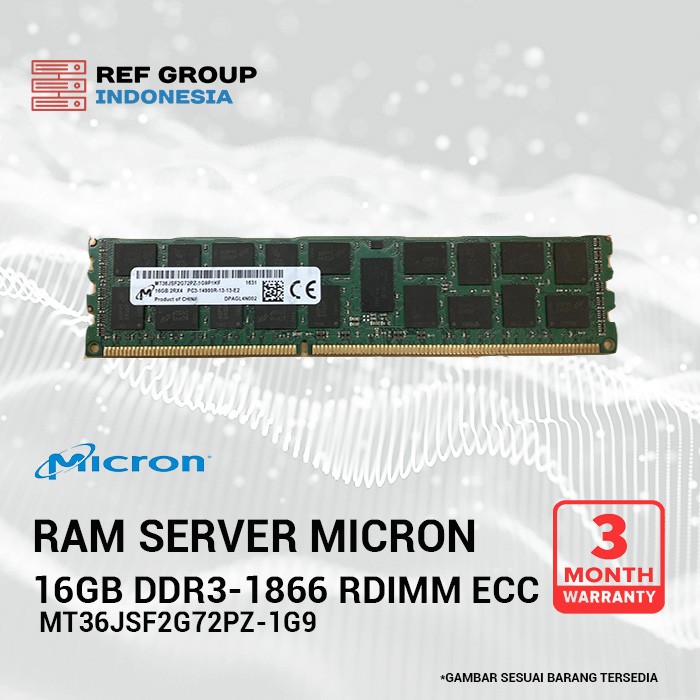 REF GROUP
INDONESIA
MT36JSF2G72PZ-1G9P1KF 1631
16GB 2RX4 PC3-14900R-13-13-E2
Product of CHINA DPAGL4N002
Micron
RAM SERVER MICRON
16GB DDR3-1866 RDIMM ECC
MT36JSF2G72PZ-1G9
3
MONTH
WARRANTY
*GAMBAR SESUAI BARANG TERSEDIA